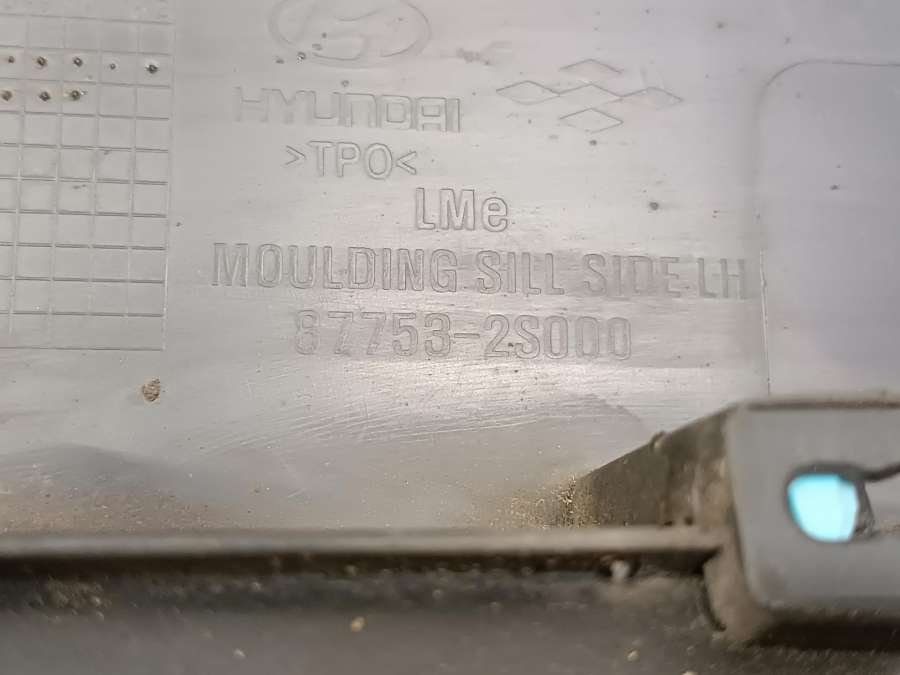 HYUNDAI
>TPO<
LMe
MOULDING SILL SIDE LH
87753-2S000